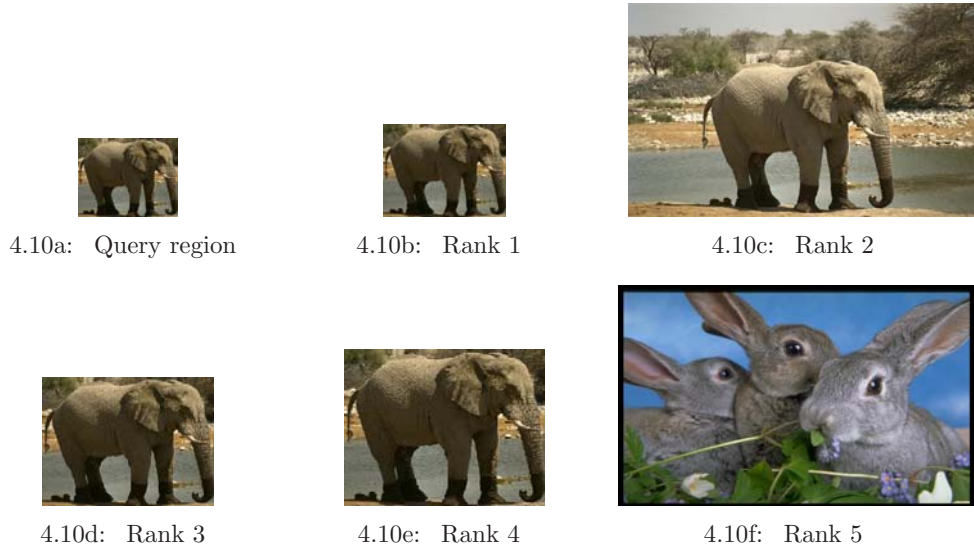 4.10a: Query region
4.10b: Rank 1
4.10c: Rank 2
4.10d: Rank 3
4.10e: Rank 4
4.10f: Rank 5